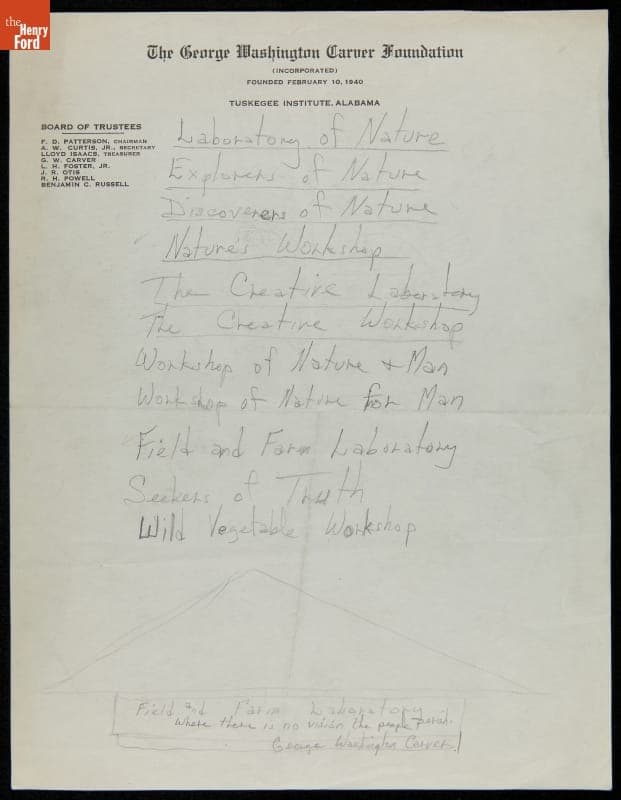 the
Henry
Ford
The George Washington Carver Foundation
(INCORPORATED)
FOUNDED FEBRUARY 10, 1940
TUSKEGEE INSTITUTE, ALABAMA
BOARD OF TRUSTEES
F. D. PATTERSON, CHAIRMAN
A. W. CURTIS, JR., SECRETARY
LLOYD ISAACS, TREASURER
G. W. CARVER
L. H. FOSTER, JR.
J. R. OTIS
R. H. POWELL
BENJAMIN C. RUSSELL
Laboratory of Nature
Explorers of Nature
Discoverers of Nature
Nature's Workshop
The Creative Laboratory
The Creative Workshop
Workshop of Nature & Man
Workshop of Nature for Man
Field and Farm Laboratory
Seekers of Truth
Wild Vegetable Workshop
Field and Farm Laboratory
Where there is no vision the people perish.
George Washington Carver